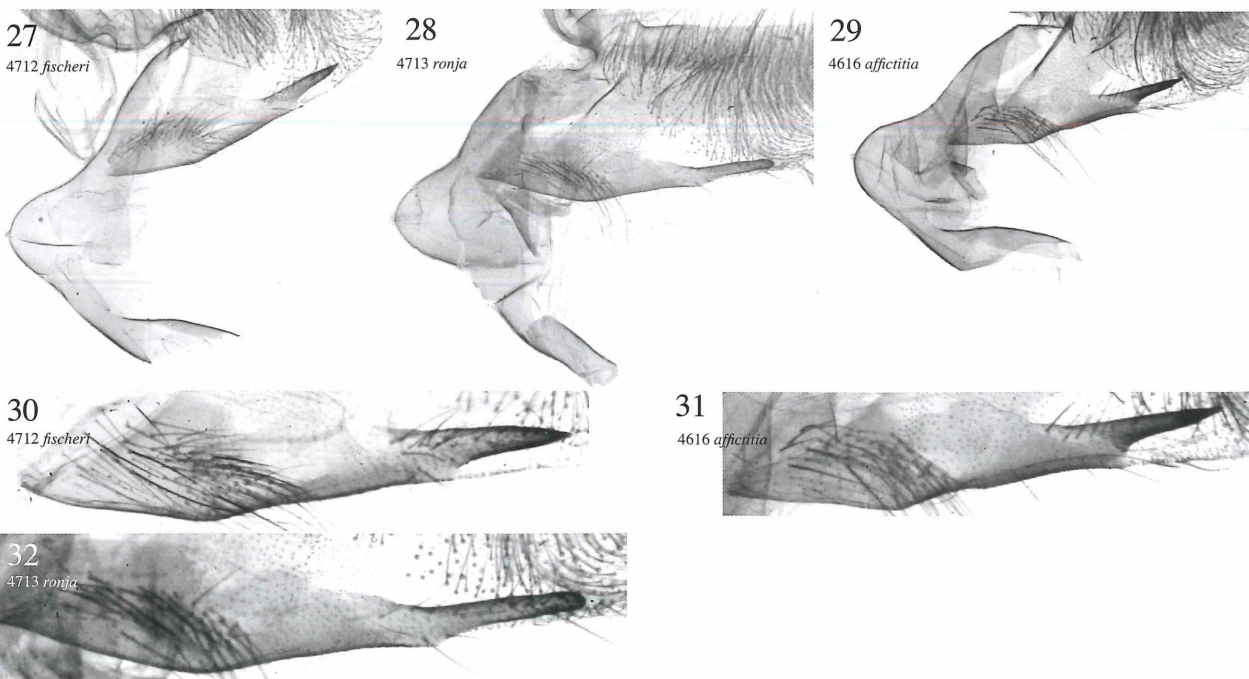 27
4712 fischeri
28
4713 ronja
29
4616 affictitia
30
4712 fischeri
31
4616 affictitia
32
4713 ronja